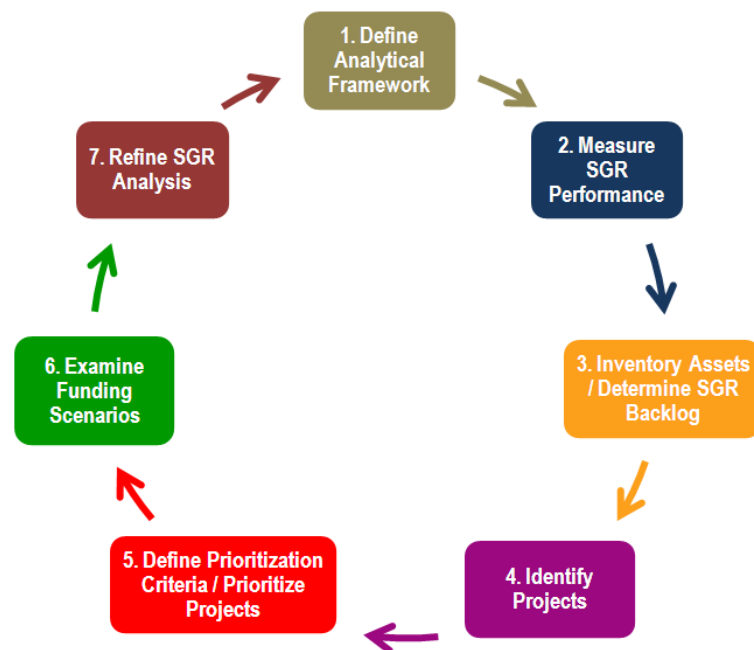 1. Define
Analytical
Framework
2. Measure
SGR
Performance
3. Inventory Assets
/ Determine SGR
Backlog
4. Identify
Projects
5. Define Prioritization
Criteria / Prioritize
Projects
6. Examine
Funding
Scenarios
7. Refine SGR
Analysis